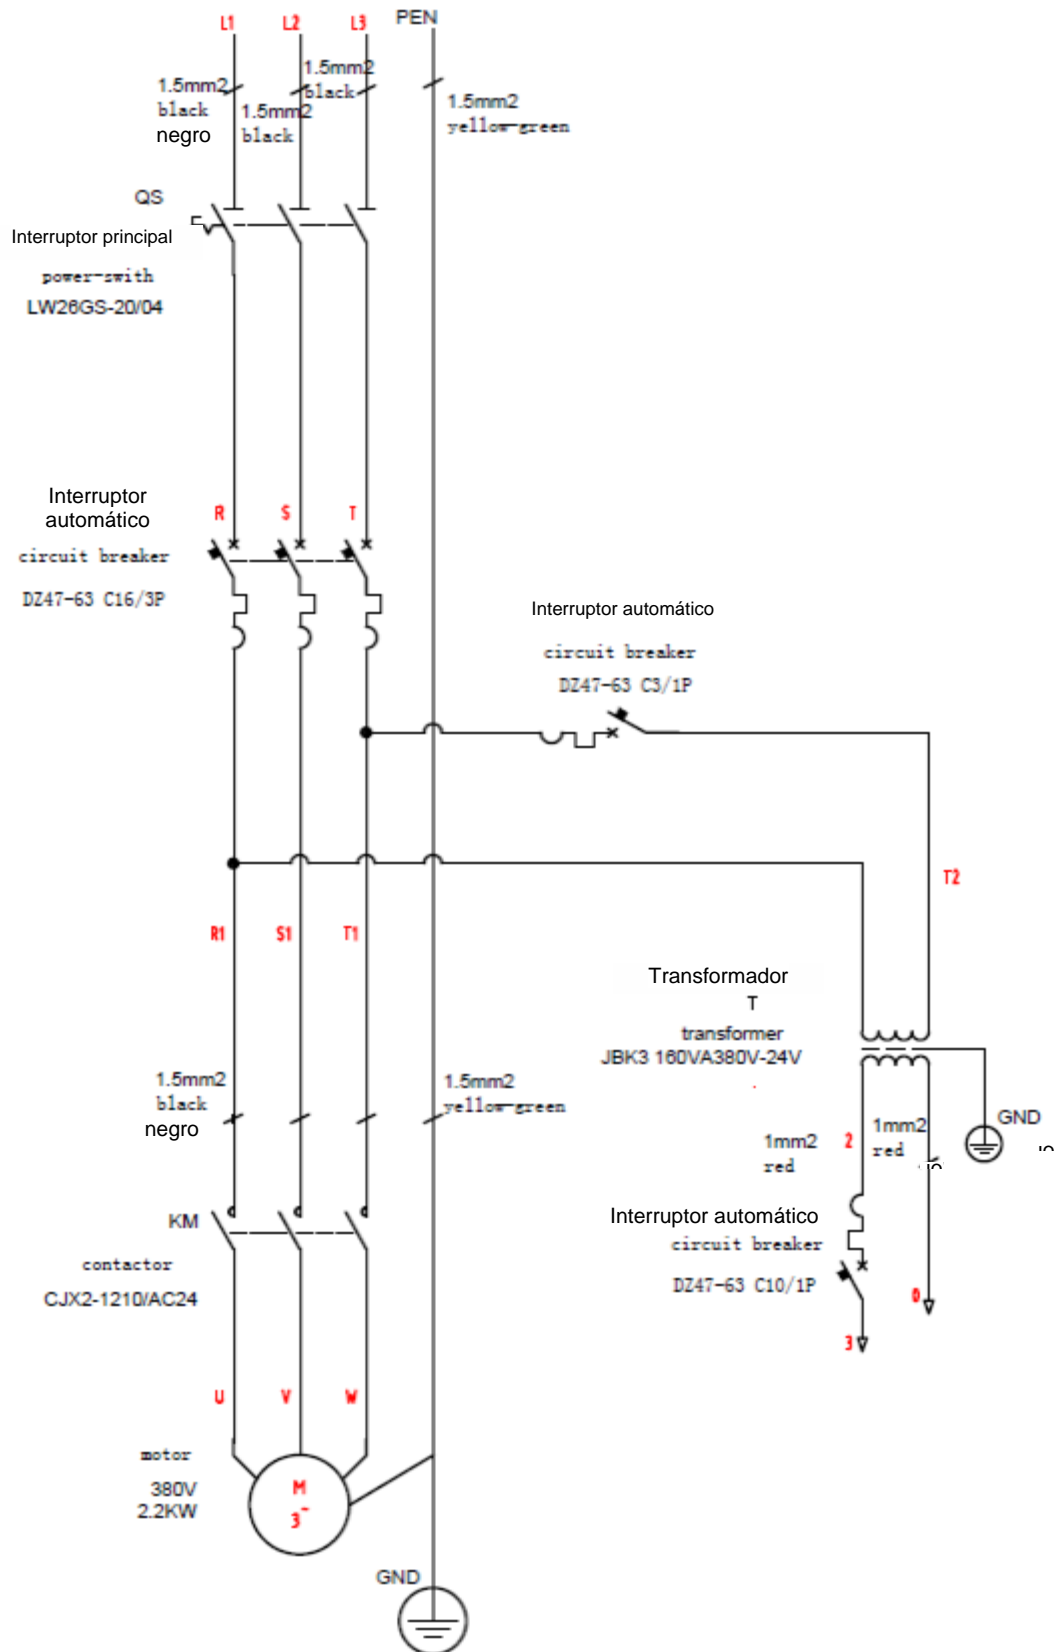 L1
L2
L3
PEN
1.5mm2
black
negro
1.5mm2
black
1.5mm2
black
1.5mm2
yellow-green
QS
Interruptor principal
power-swith
LW26GS-20/04
Interruptor
automático
circuit breaker
DZ47-63 C16/3P
R
S
T
Interruptor automático
circuit breaker
DZ47-63 C3/1P
T2
R1
S1
T1
Transformador
T
transformer
JBK3 160VA380V-24V
1.5mm2
black
negro
1.5mm2
yellow-green
1mm2
red
2
1mm2
red
GND
KM
contactor
CJX2-1210/AC24
Interruptor automático
circuit breaker
DZ47-63 C10/1P
0
3
U
V
W
motor
380V
2.2KW
M
3~
GND